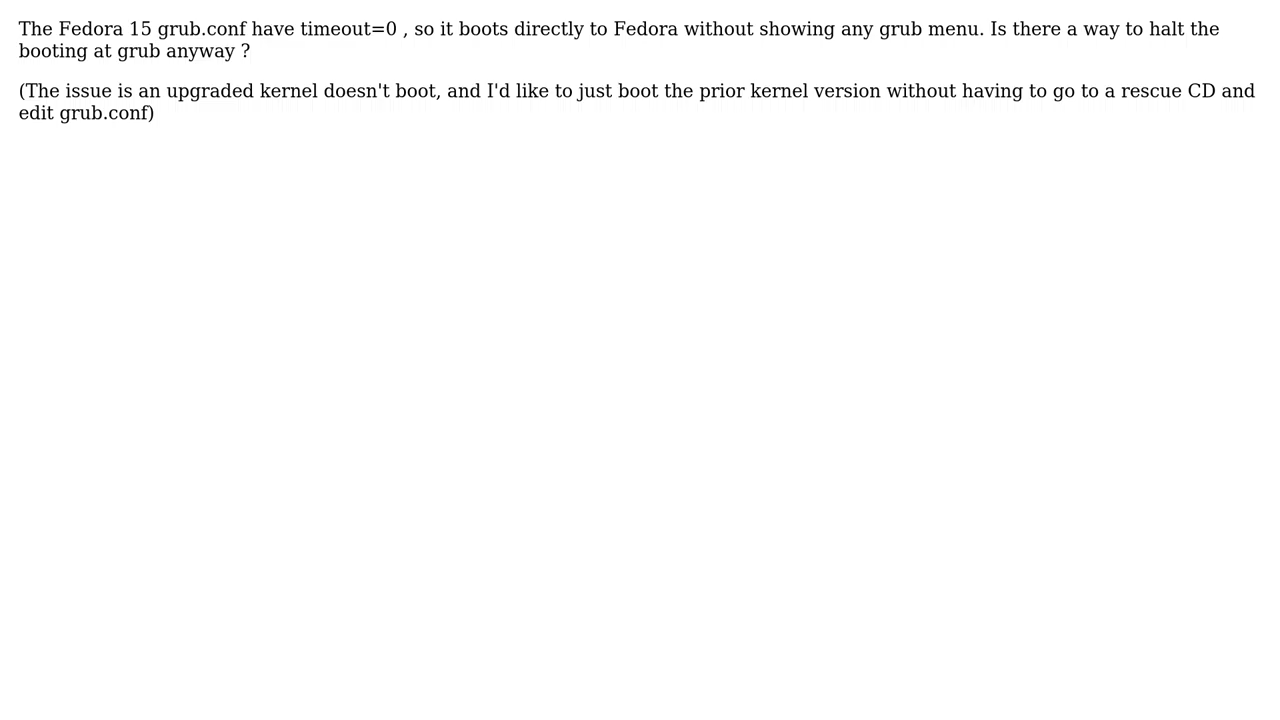 The Fedora 15 grub.conf have timeout=0 , so it boots directly to Fedora without showing any grub menu. Is there a way to halt the
booting at grub anyway ?
(The issue is an upgraded kernel doesn't boot, and I'd like to just boot the prior kernel version without having to go to a rescue CD and
edit grub.conf)